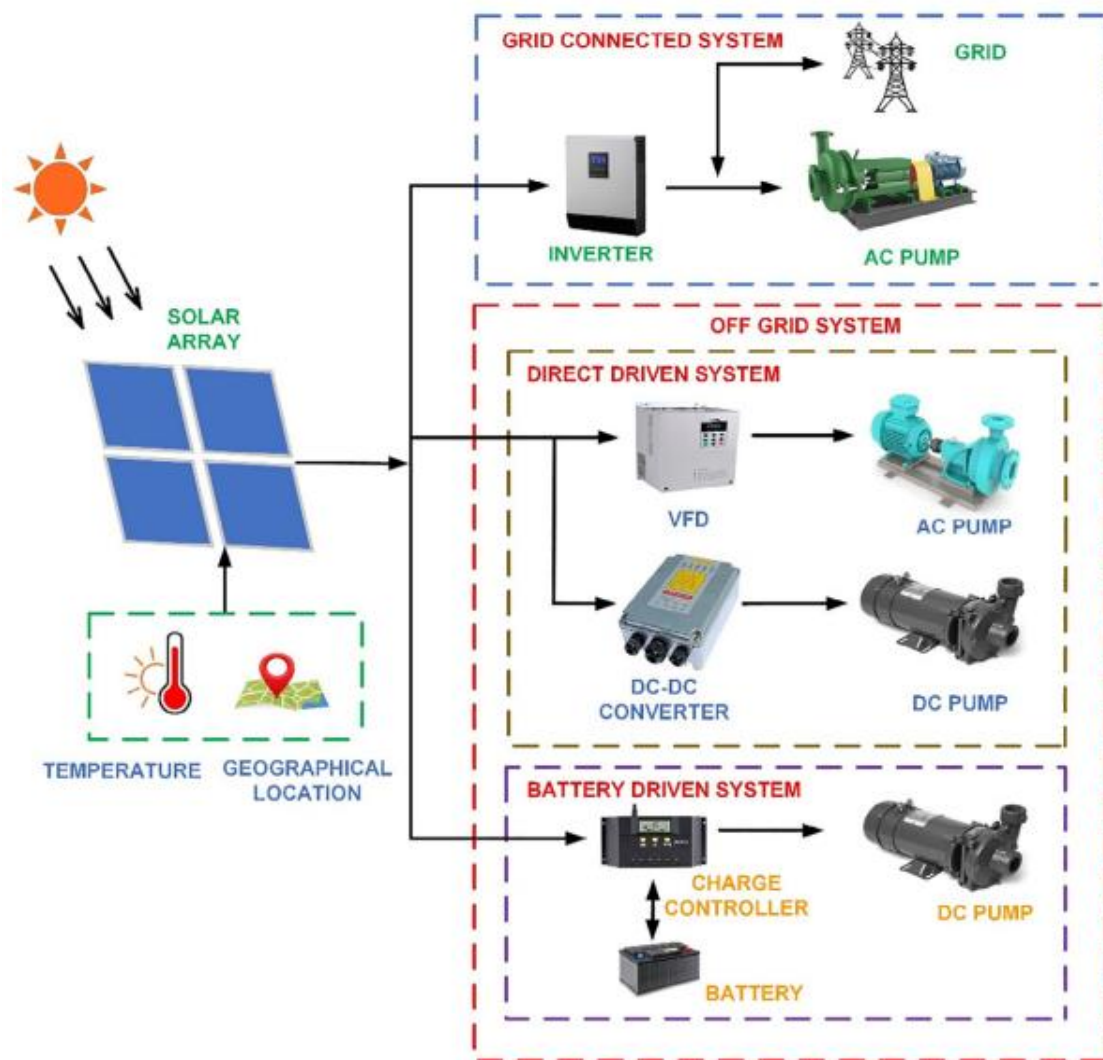 GRID CONNECTED SYSTEM
GRID
INVERTER
AC PUMP
SOLAR
ARRAY
OFF GRID SYSTEM
DIRECT DRIVEN SYSTEM
VFD
AC PUMP
DC-DC
CONVERTER
DC PUMP
TEMPERATURE
GEOGRAPHICAL
LOCATION
BATTERY DRIVEN SYSTEM
CHARGE
CONTROLLER
DC PUMP
BATTERY